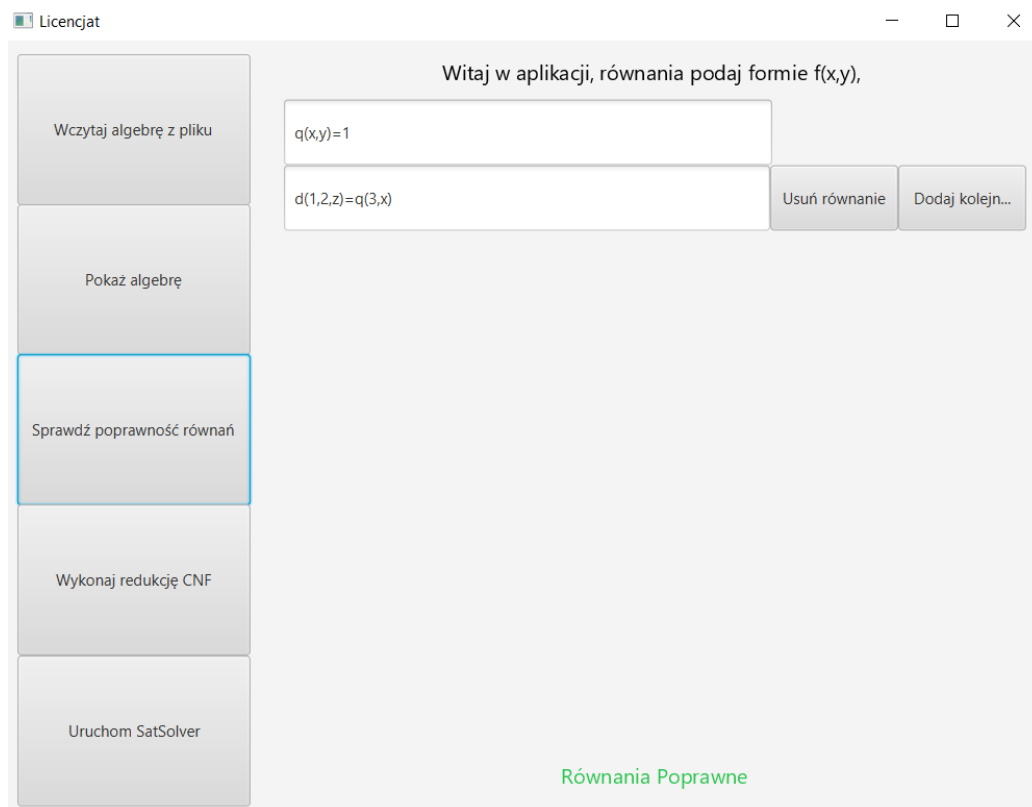 Licencjat
Witaj w aplikacji, równania podaj formie f(x,y),
Wczytaj algebrę z pliku
Pokaż algebrę
Sprawdź poprawność równań
Wykonaj redukcję CNF
Uruchom SatSolver
q(x,y)=1
d(1,2,z)=q(3,x)
Usuń równanie
Dodaj kolejn...
Równania Poprawne